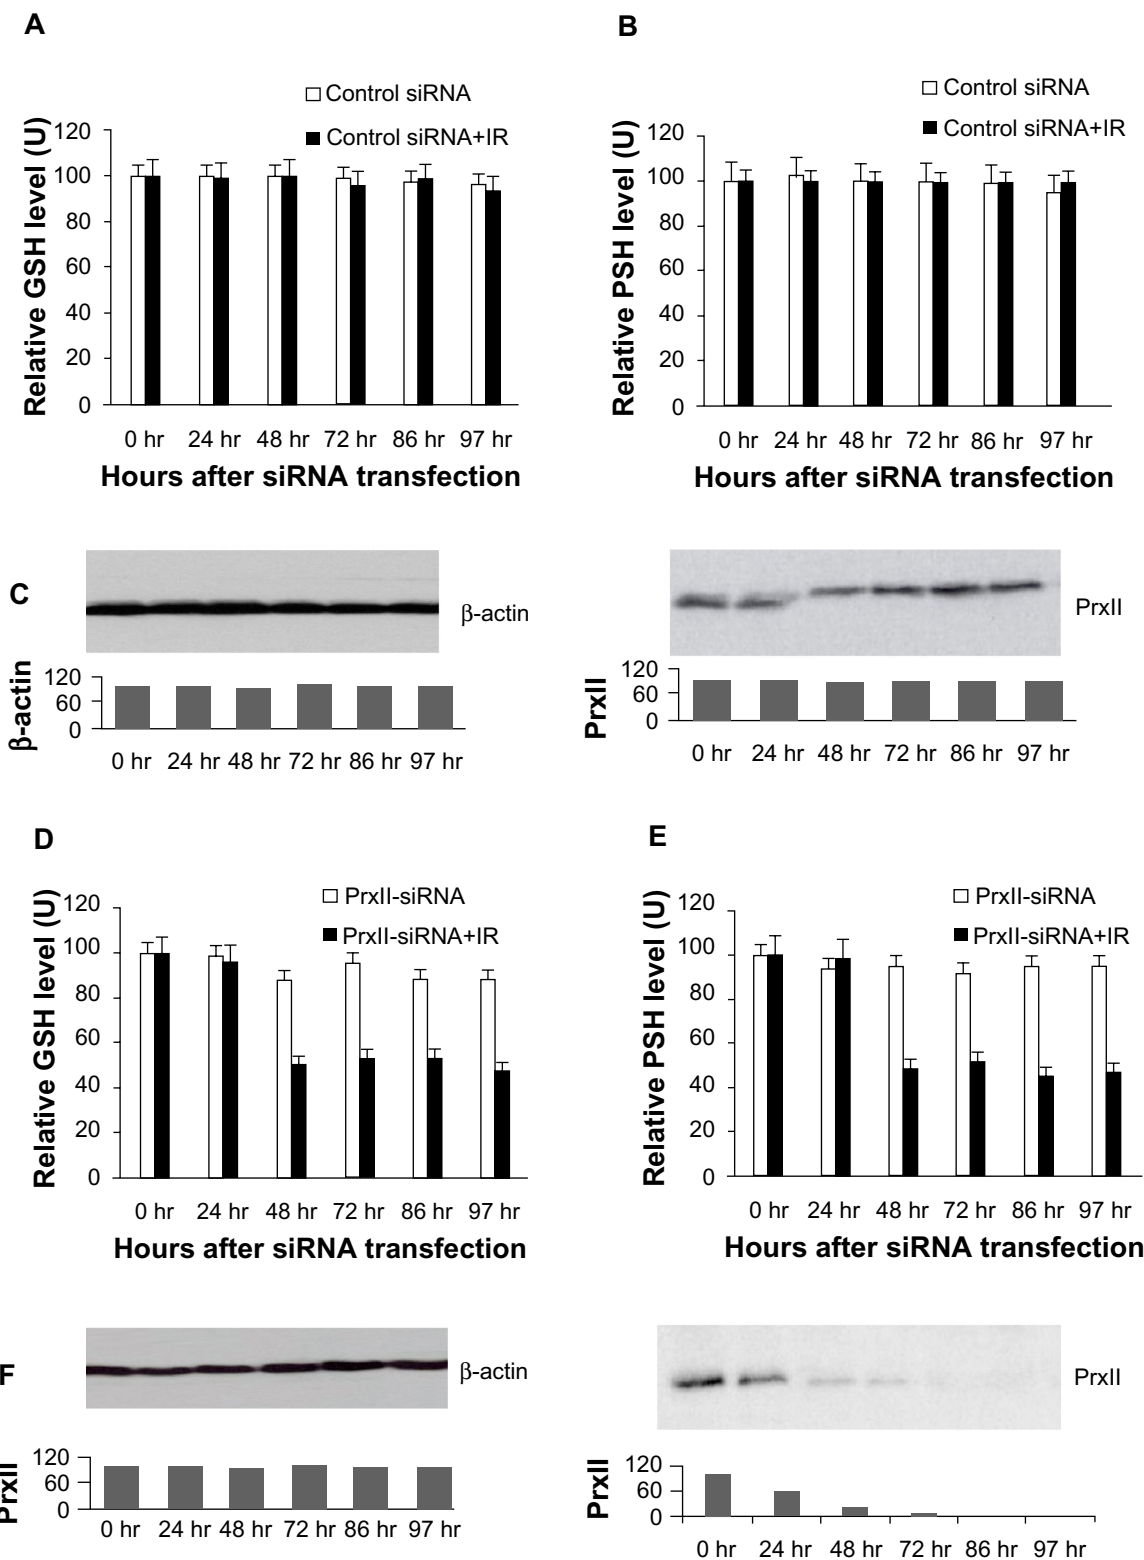 A
Control siRNA
Control siRNA+IR
Relative GSH level (U)
120
100
80
60
40
20
0
0 hr 24 hr 48 hr 72 hr 86 hr 97 hr
Hours after siRNA transfection
B
Control siRNA
Control siRNA+IR
Relative PSH level (U)
120
100
80
60
40
20
0
0 hr 24 hr 48 hr 72 hr 86 hr 97 hr
Hours after siRNA transfection
C
β-actin
β-actin
120
60
0
0 hr 24 hr 48 hr 72 hr 86 hr 97 hr
PrxII
PrxII
120
60
0
0 hr 24 hr 48 hr 72 hr 86 hr 97 hr
D
PrxII-siRNA
PrxII-siRNA+IR
Relative GSH level (U)
120
100
80
60
40
20
0
0 hr 24 hr 48 hr 72 hr 86 hr 97 hr
Hours after siRNA transfection
E
PrxII-siRNA
PrxII-siRNA+IR
Relative PSH level (U)
120
100
80
60
40
20
0
0 hr 24 hr 48 hr 72 hr 86 hr 97 hr
Hours after siRNA transfection
F
β-actin
PrxII
120
60
0
0 hr 24 hr 48 hr 72 hr 86 hr 97 hr
PrxII
PrxII
120
60
0
0 hr 24 hr 48 hr 72 hr 86 hr 97 hr